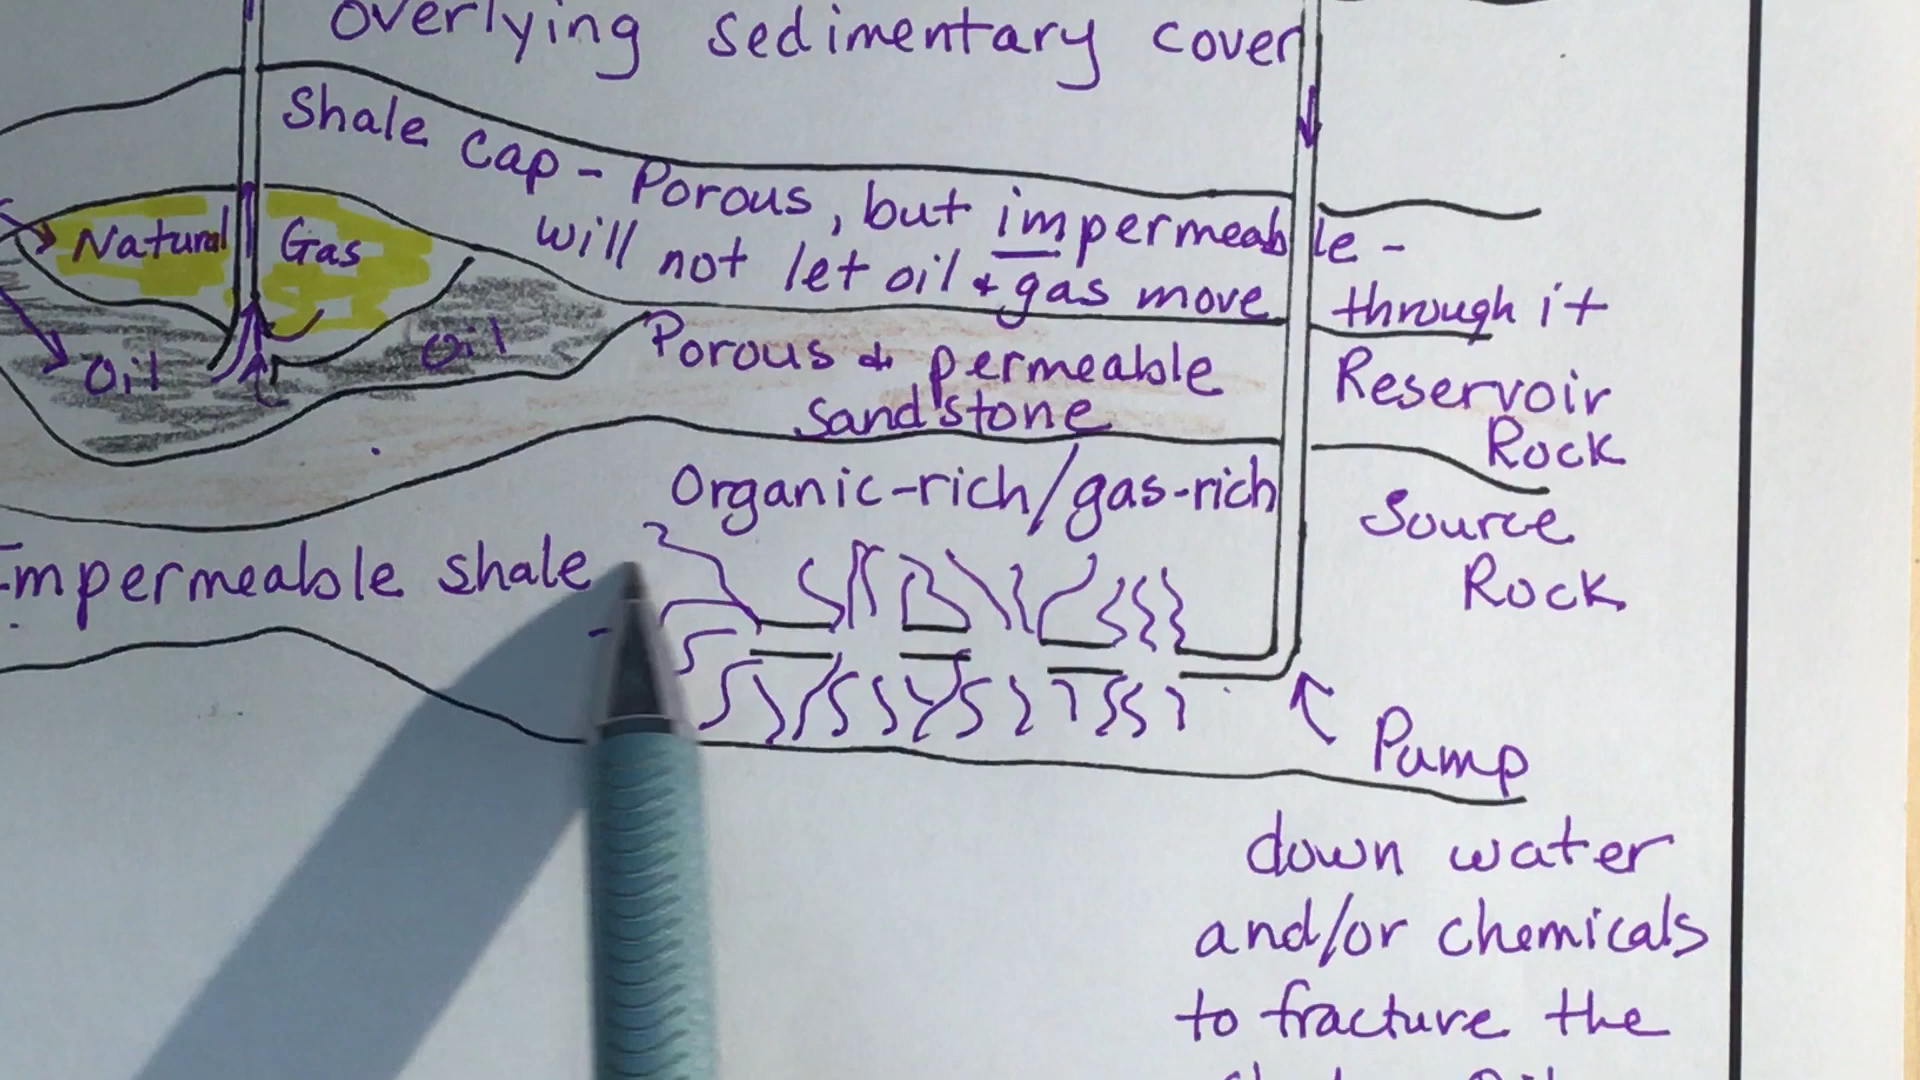 Overlying sedimentary cover
Shale cap - Porous, but impermeable -
will not let oil & gas move through it
Natural Gas
Oil
Oil
Porous & permeable
Sandstone
Reservoir
Rock
Organic-rich/gas-rich
Impermeable shale
Source
Rock
Pump
down water
and/or chemicals
to fracture the